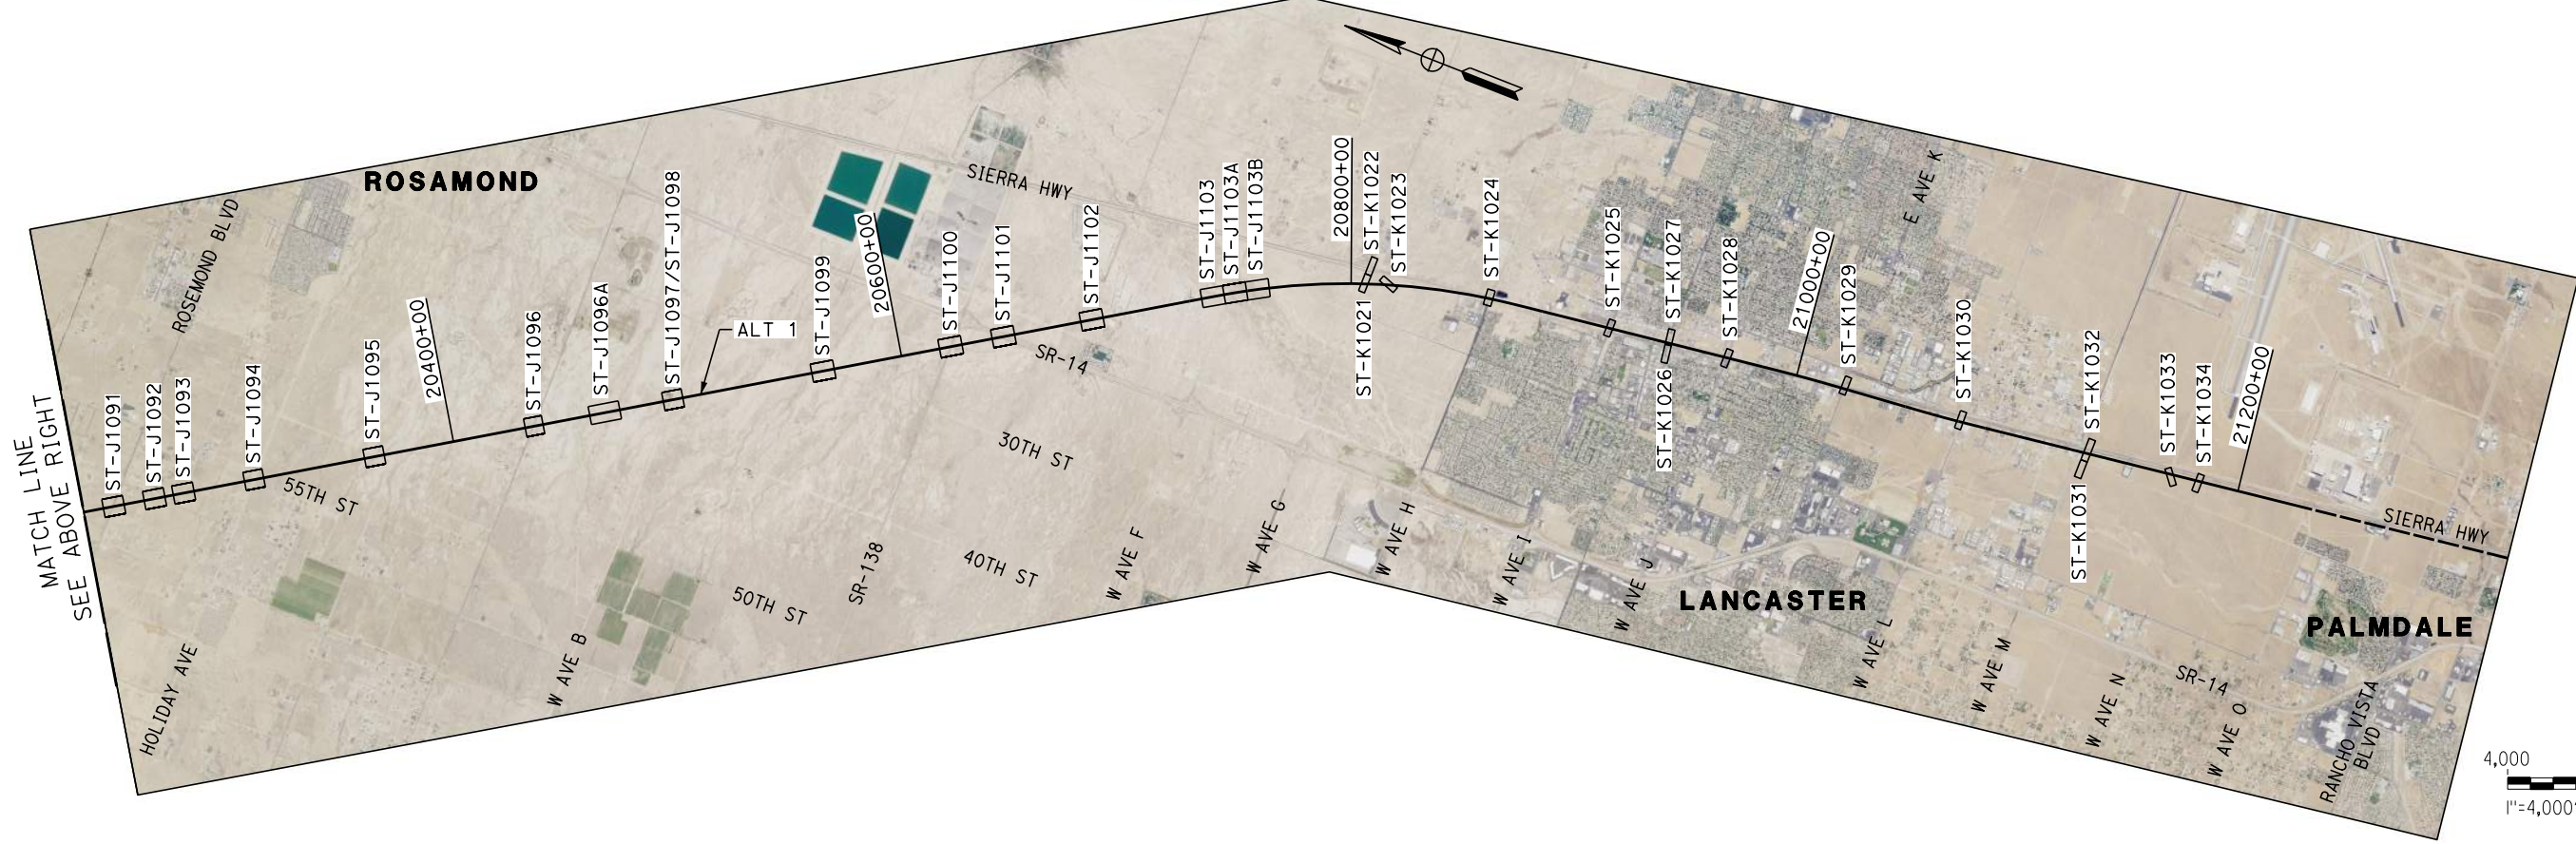 MATCH LINE
SEE ABOVE RIGHT
ROSAMOND
ROSEMOND BLVD
HOLIDAY AVE
ST-J1091
ST-J1092
ST-J1093
ST-J1094
55TH ST
ST-J1095
20400+00
ST-J1096
ST-J1096A
W AVE B
ST-J1097/ST-J1098
ALT 1
50TH ST
ST-J1099
SR-138
20600+00
ST-J1100
ST-J1101
SIERRA HWY
SR-14
30TH ST
40TH ST
ST-J1102
W AVE F
ST-J1103
ST-J1103A
ST-J1103B
W AVE G
20800+00
ST-K1021
ST-K1022
ST-K1023
W AVE H
ST-K1024
W AVE I
ST-K1025
W AVE J
ST-K1026
ST-K1027
ST-K1028
LANCASTER
21000+00
ST-K1029
W AVE L
E AVE K
ST-K1030
W AVE M
ST-K1031
ST-K1032
W AVE N
ST-K1033
ST-K1034
SR-14
W AVE O
21200+00
SIERRA HWY
PALMDALE
RANCHO VISTA
BLVD
4,000
1"=4,000'